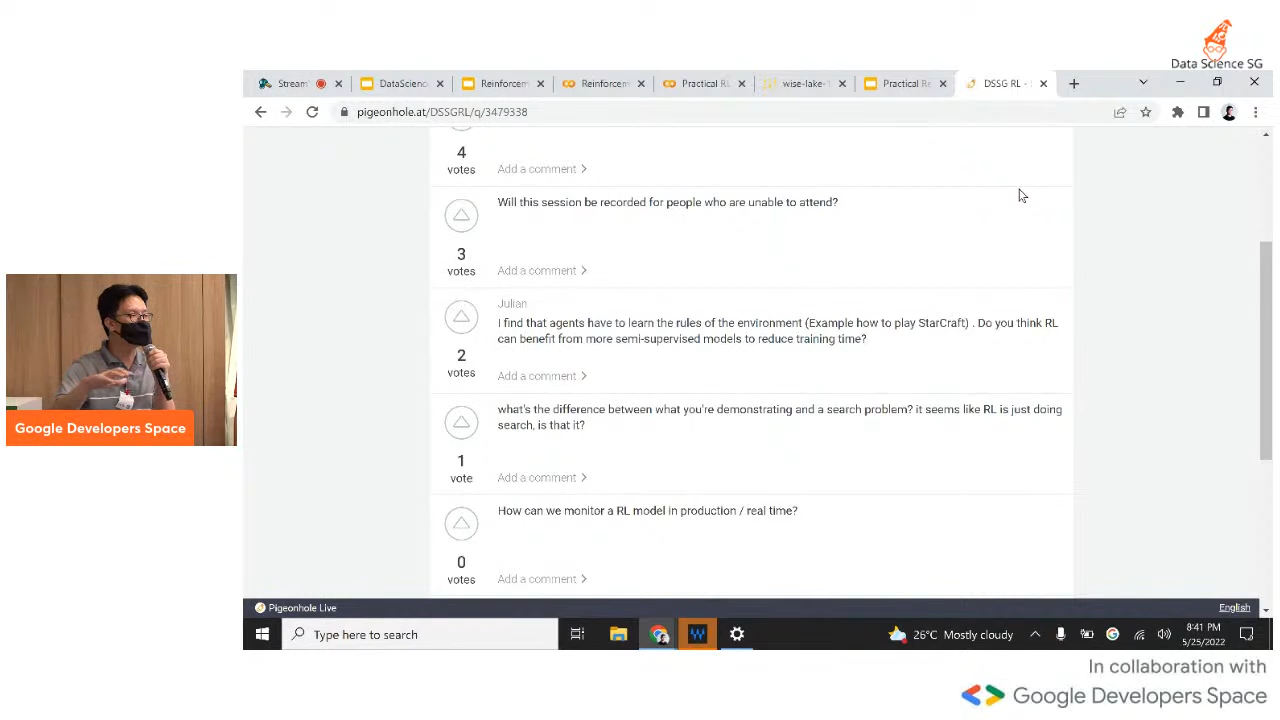 Data Science SG
Stream
DataScienc
Reinforcem
Reinforcem
Practical RL
wise-lake-1
Practical Re
DSSG RL -
pigeonhole.at/DSSGRL/q/3479338
4
votes
Add a comment
Will this session be recorded for people who are unable to attend?
3
votes
Add a comment
Julian
I find that agents have to learn the rules of the environment (Example how to play StarCraft) . Do you think RL
can benefit from more semi-supervised models to reduce training time?
2
votes
Add a comment
what's the difference between what you're demonstrating and a search problem? it seems like RL is just doing
search, is that it?
1
vote
Add a comment
How can we monitor a RL model in production / real time?
0
votes
Add a comment
Google Developers Space
Pigeonhole Live
English
Type here to search
26°C Mostly cloudy
8:41 PM
5/25/2022
In collaboration with
Google Developers Space